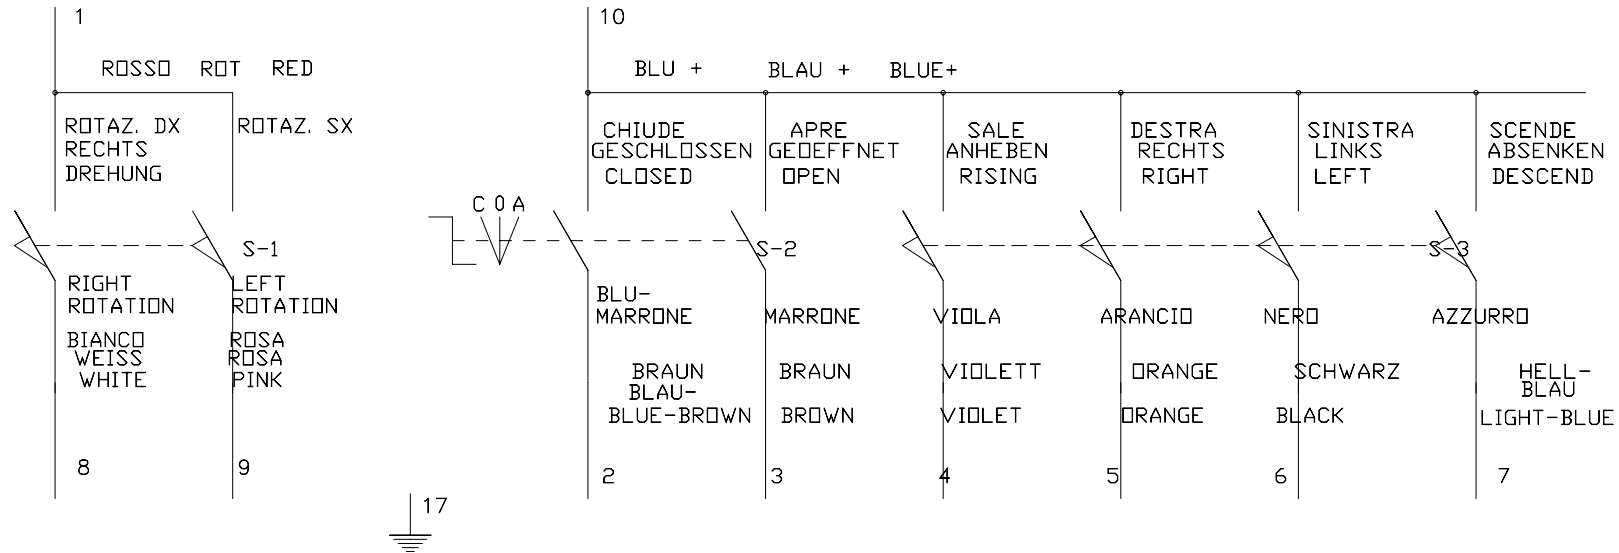 1
10
ROSSO ROT RED
BLU + BLAU + BLUE+
ROTAZ. DX
RECHTS
DREHUNG
ROTAZ. SX
CHIUDE
GESCHLOSSEN
CLOSED
APRE
GEOEFFNET
OPEN
SALE
ANHEBEN
RISING
DESTRA
RECHTS
RIGHT
SINISTRA
LINKS
LEFT
SCENDE
ABSENKEN
DESCEND
C 0 A
S-1
S-2
S-3
RIGHT
ROTATION
BIANCO
WEISS
WHITE
LEFT
ROTATION
ROSA
ROSA
PINK
BLU-
MARRONE
BRAUN
BLAU-
BLUE-BROWN
MARRONE
BRAUN
BROWN
VIOLA
VIOLETT
VIOLET
ARANCIO
ORANGE
ORANGE
NERO
SCHWARZ
BLACK
AZZURRO
HELL-
BLAU
LIGHT-BLUE
8
9
2
3
4
5
6
7
17